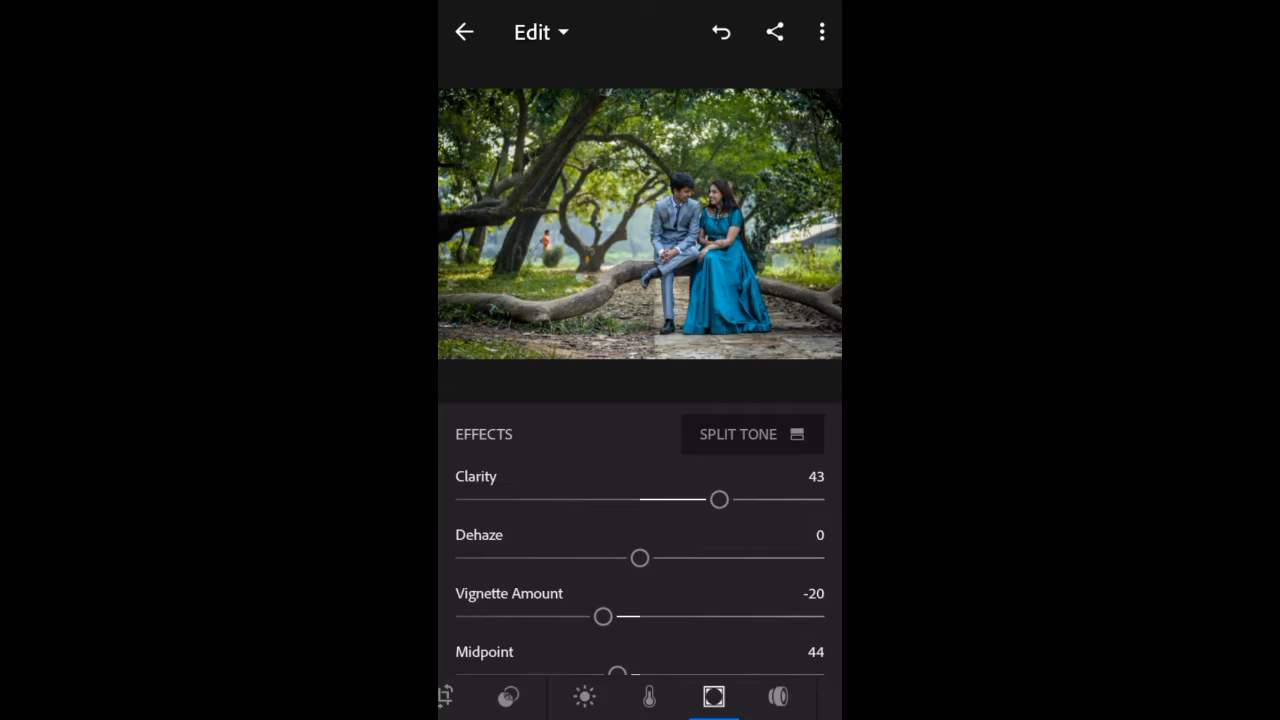 Edit
EFFECTS
SPLIT TONE
Clarity 43
Dehaze 0
Vignette Amount -20
Midpoint 44